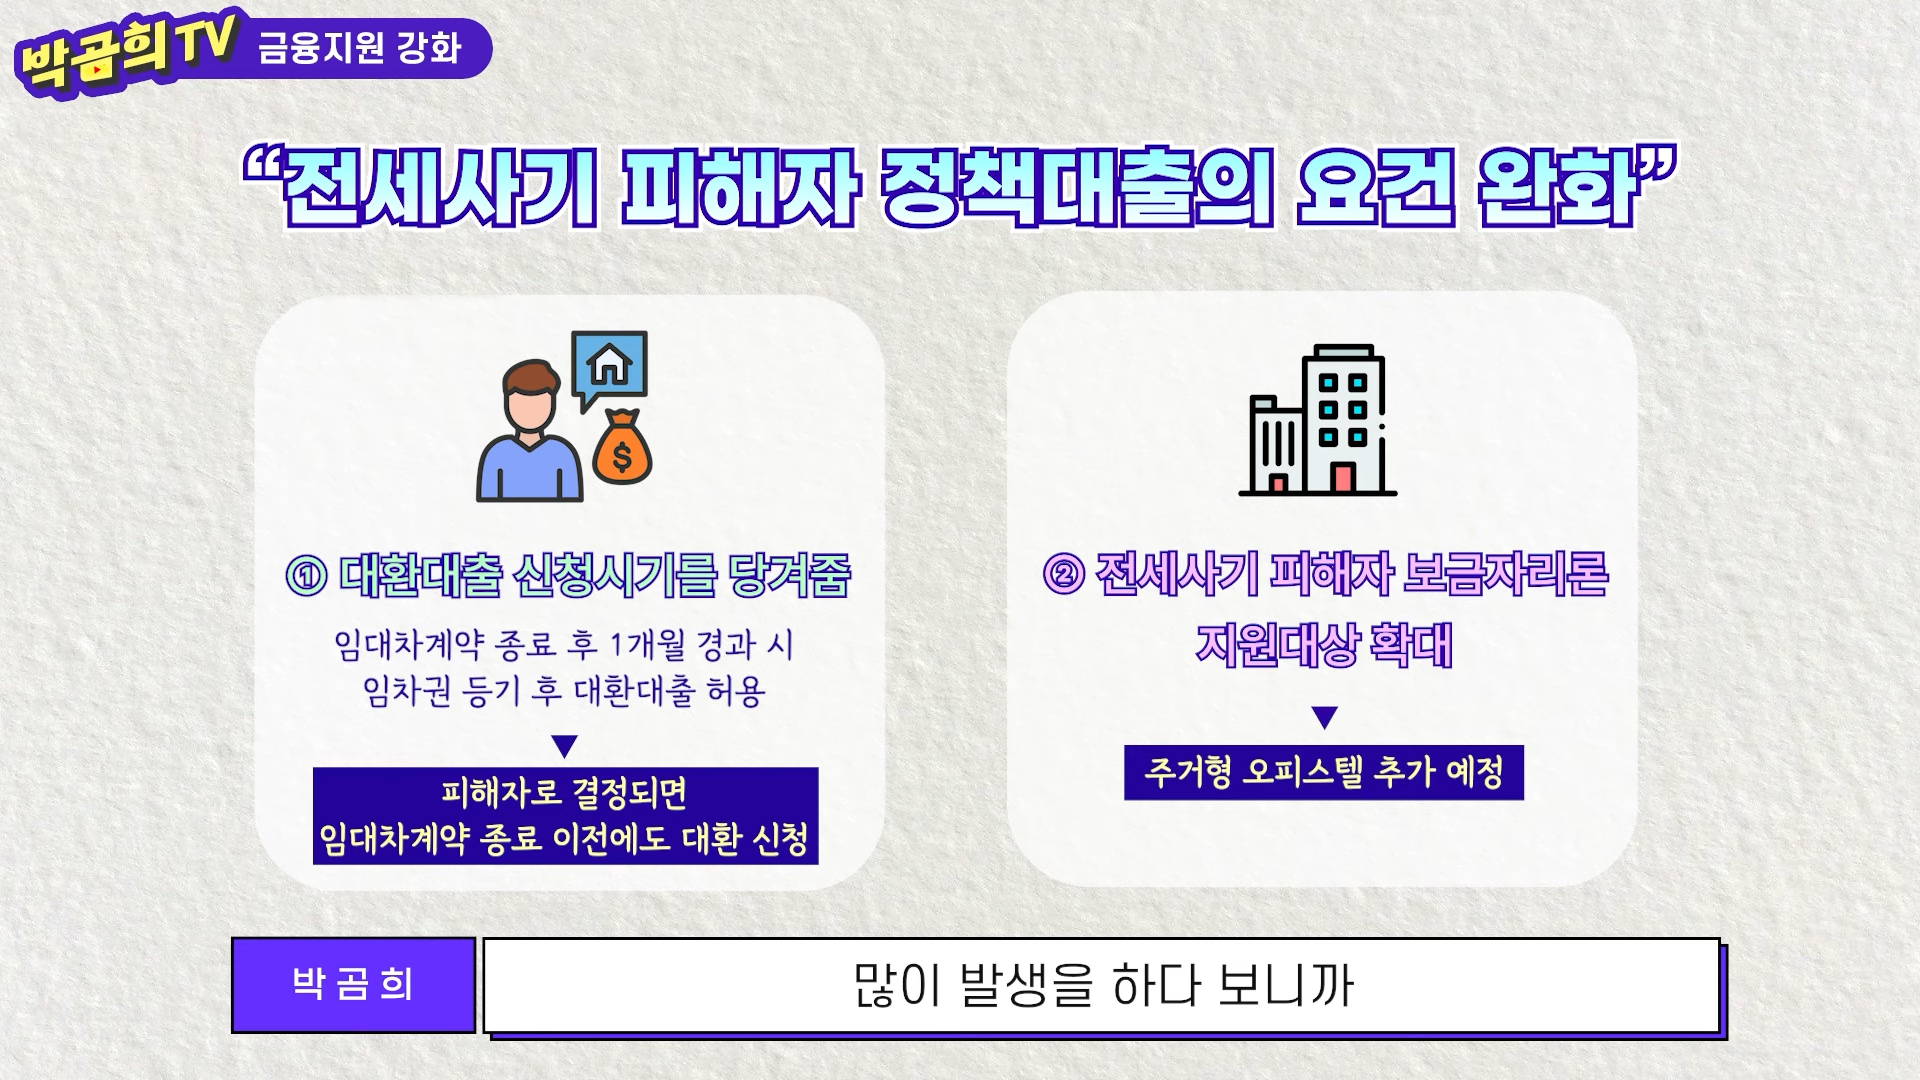 박곰희TV 금융지원 강화
“전세사기 피해자 정책대출의 요건 완화”
① 대환대출 신청시기를 당겨줌
임대차계약 종료 후 1개월 경과 시
임차권 등기 후 대환대출 허용
▼
피해자로 결정되면
임대차계약 종료 이전에도 대환 신청
② 전세사기 피해자 보금자리론
지원대상 확대
▼
주거형 오피스텔 추가 예정
박곰희
많이 발생을 하다 보니까
$